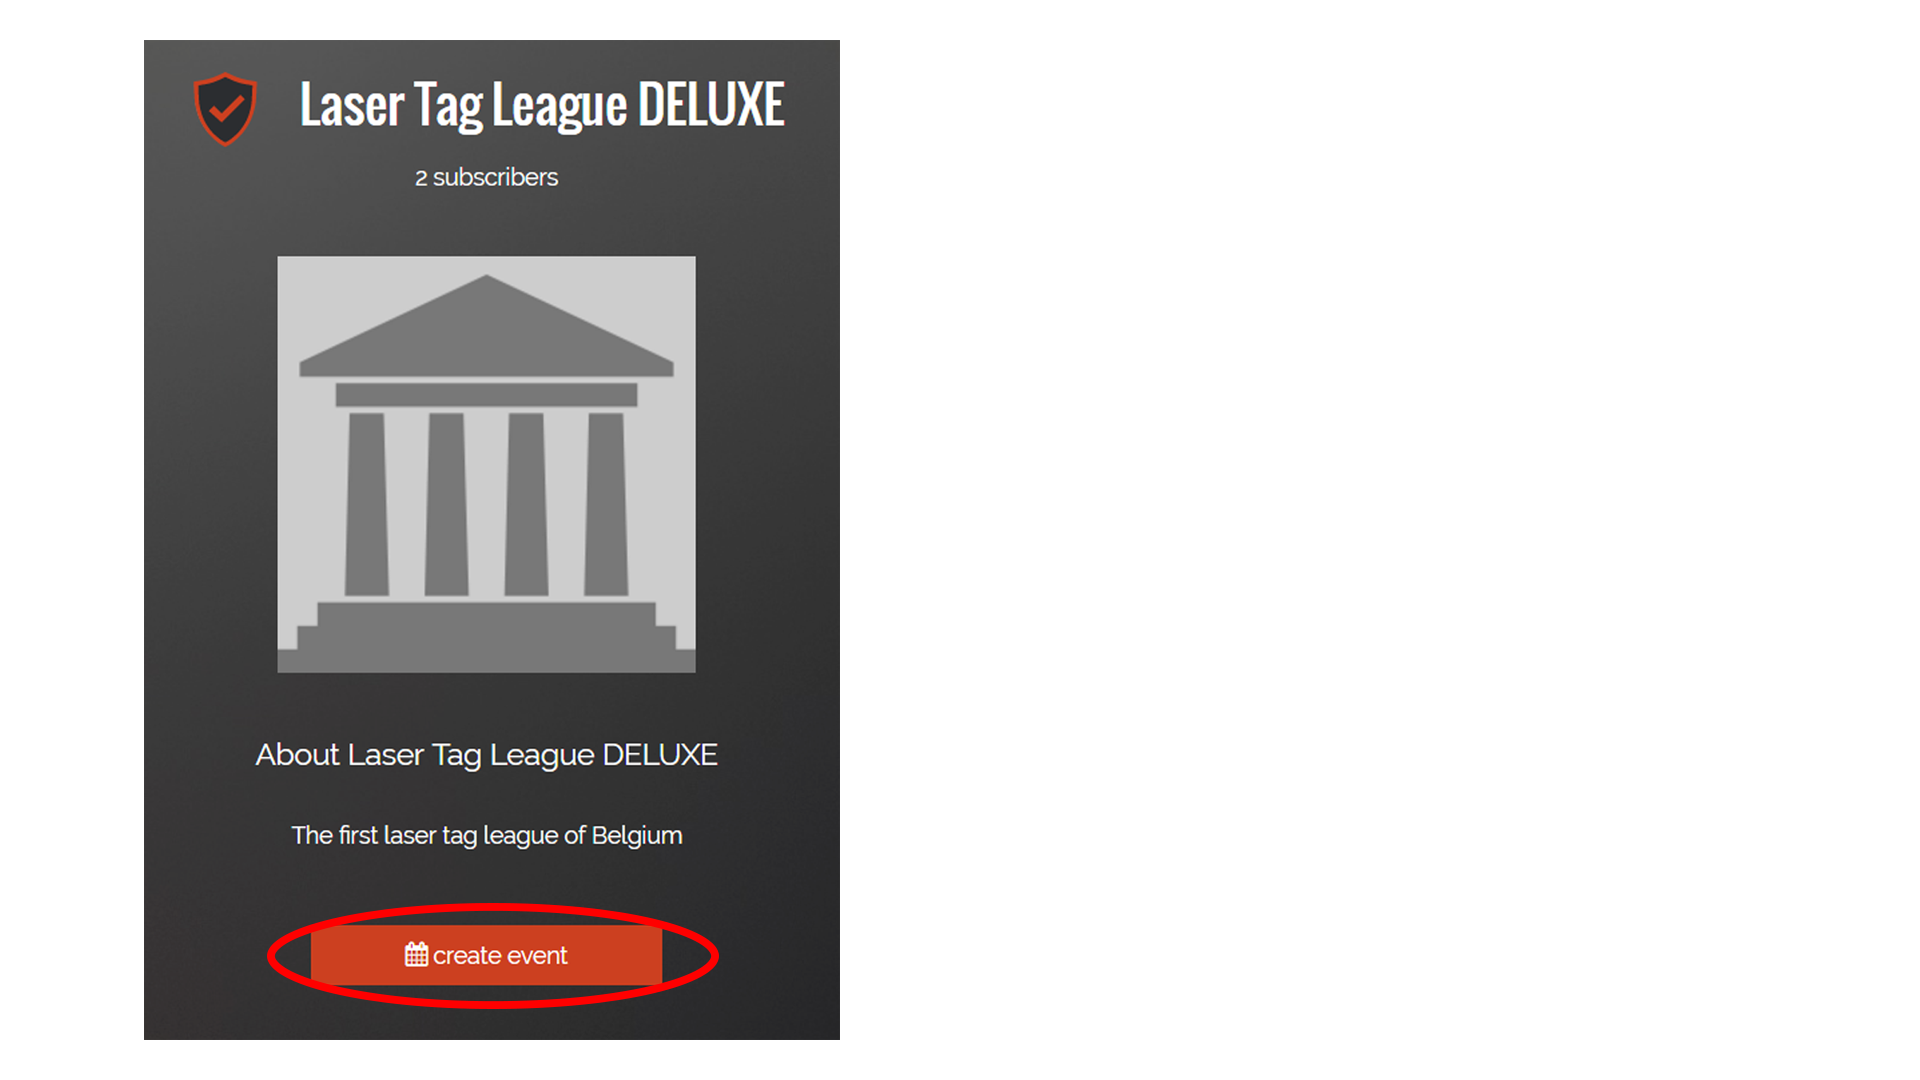 Laser Tag League DELUXE
2 subscribers
About Laser Tag League DELUXE
The first laser tag league of Belgium
create event